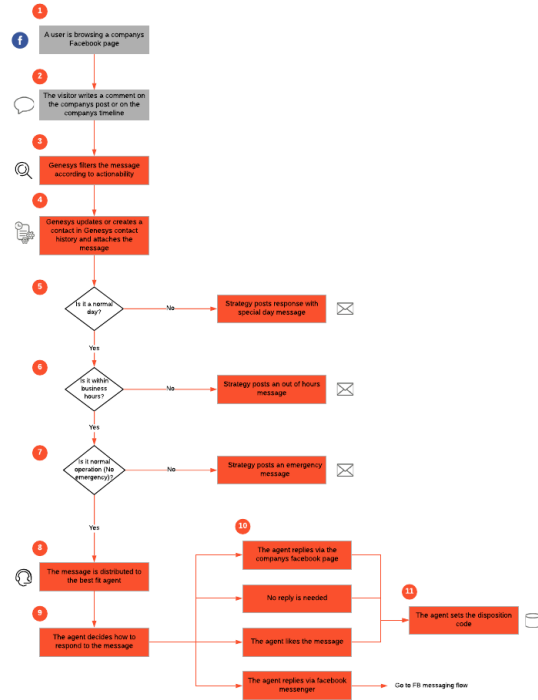 1
A user is browsing a companys
Facebook page
2
The visitor writes a comment on
the companys post or on the
companys timeline
3
Genesys filters the message
according to actionability
4
Genesys updates or creates a
contact in Genesys contact
history and attaches the
message
5
Is it a normal
day?
No
Strategy posts response with
special day message
Yes
6
Is it within
business
hours?
No
Strategy posts an out of hours
message
Yes
7
Is it normal
operation (No
emergency)?
No
Strategy posts an emergency
message
Yes
8
The message is distributed to
the best fit agent
9
The agent decides how to
respond to the message
10
The agent replies via the
companys facebook page
No reply is needed
The agent likes the message
The agent replies via facebook
messenger
11
The agent sets the disposition
code
Go to FB messaging flow